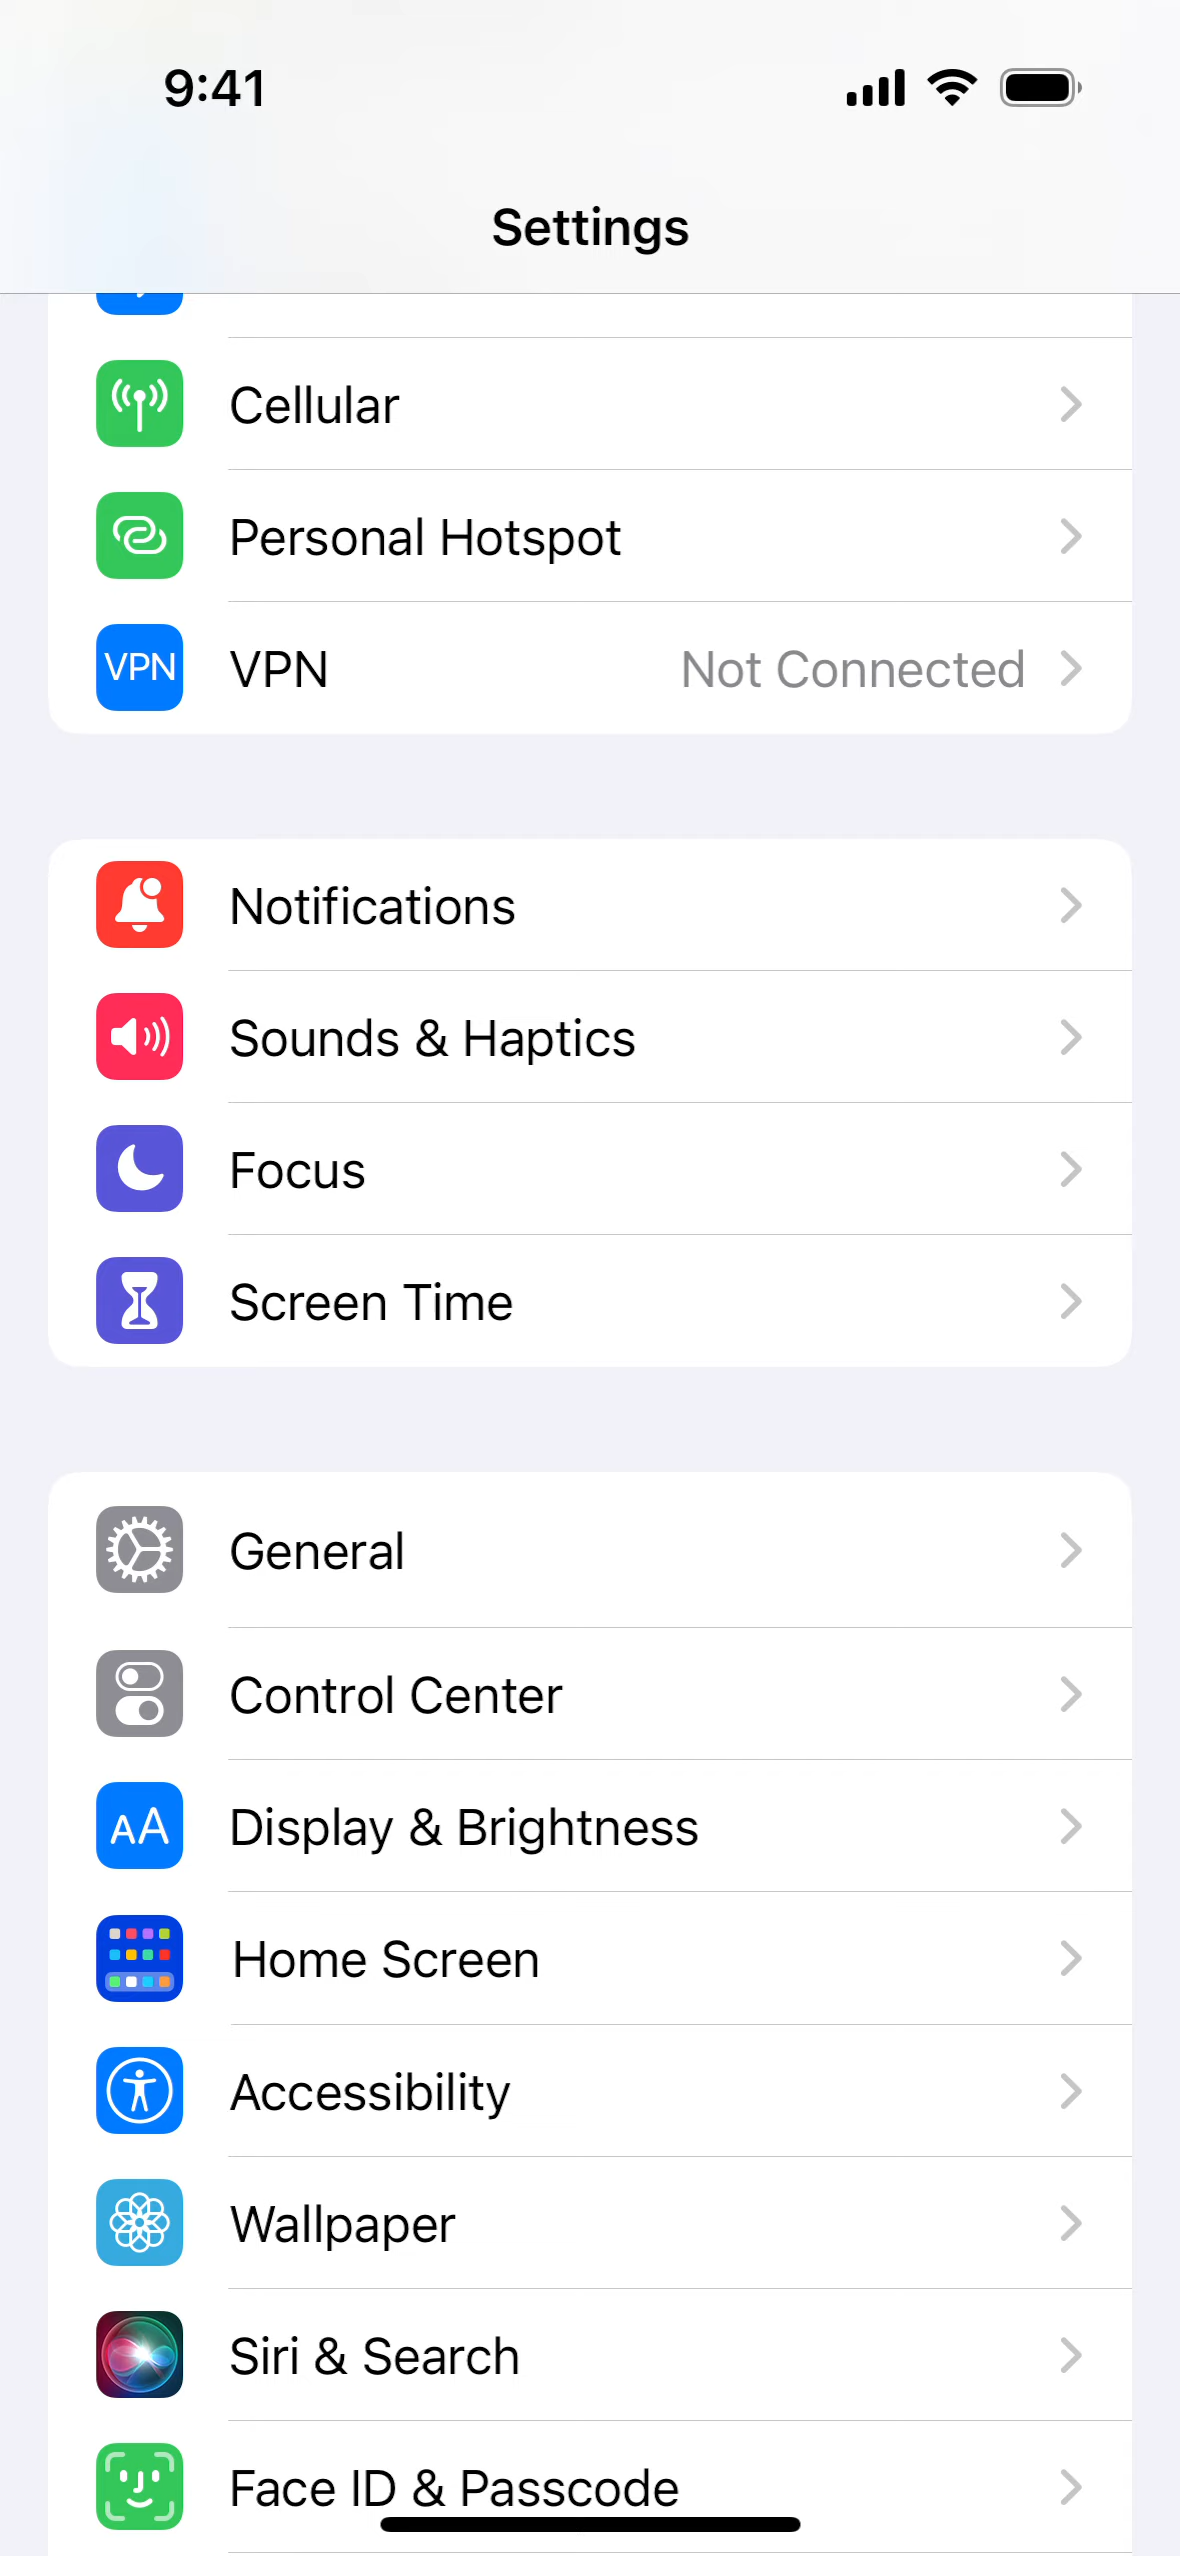 9:41
Settings
Cellular
Personal Hotspot
VPN VPN Not Connected
Notifications
Sounds & Haptics
Focus
Screen Time
General
Control Center
AA Display & Brightness
Home Screen
Accessibility
Wallpaper
Siri & Search
Face ID & Passcode